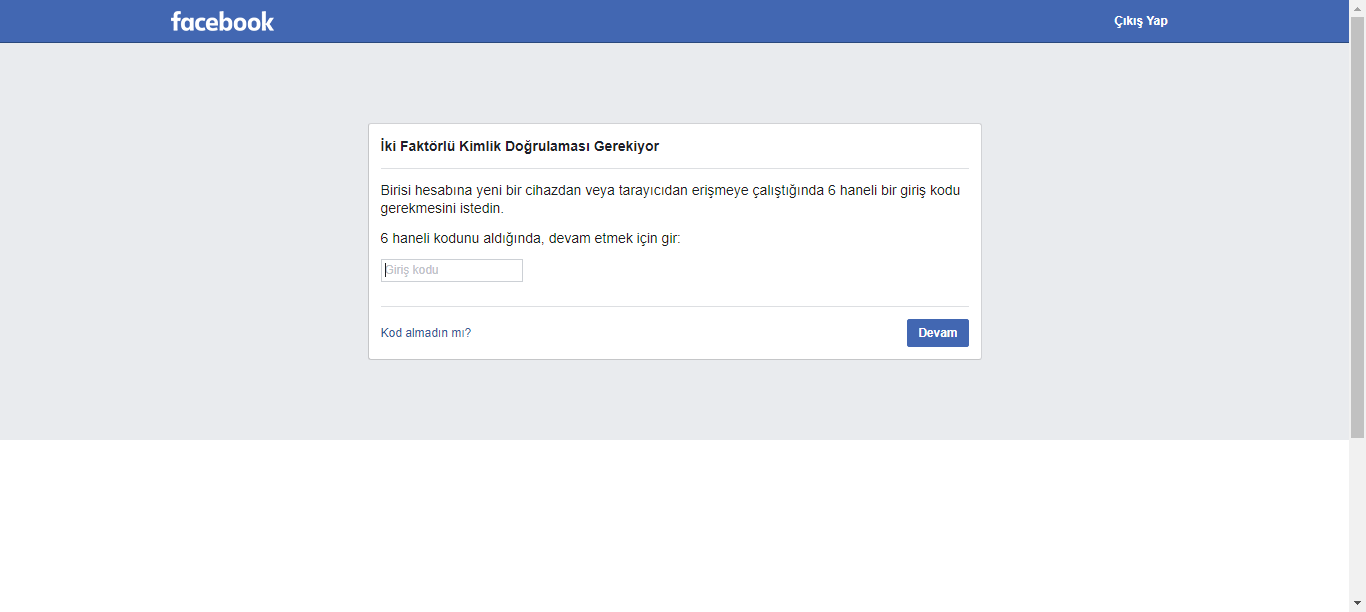 facebook
Çıkış Yap
İki Faktörlü Kimlik Doğrulaması Gerekiyor
Birisi hesabına yeni bir cihazdan veya tarayıcıdan erişmeye çalıştığında 6 haneli bir giriş kodu
gerekmesini istedin.
6 haneli kodunu aldığında, devam etmek için gir:
Giriş kodu
Kod almadın mı?
Devam